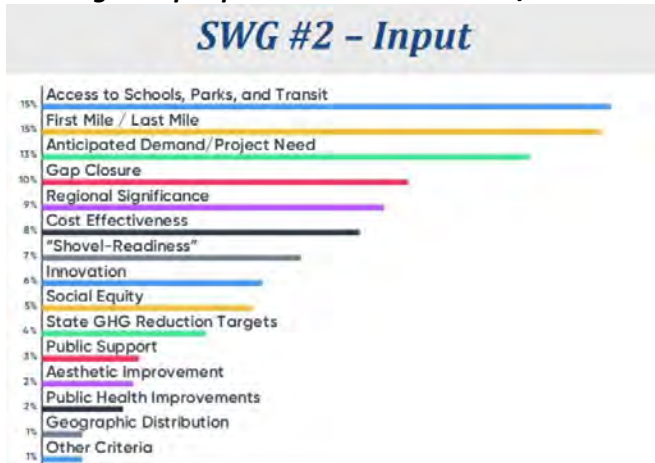 SWG #2 – Input
Access to Schools, Parks, and Transit
15%
First Mile / Last Mile
15%
Anticipated Demand/Project Need
13%
Gap Closure
10%
Regional Significance
9%
Cost Effectiveness
8%
"Shovel-Readiness"
7%
Innovation
6%
Social Equity
5%
State GHG Reduction Targets
4%
Public Support
3%
Aesthetic Improvement
2%
Public Health Improvements
2%
Geographic Distribution
1%
Other Criteria
1%